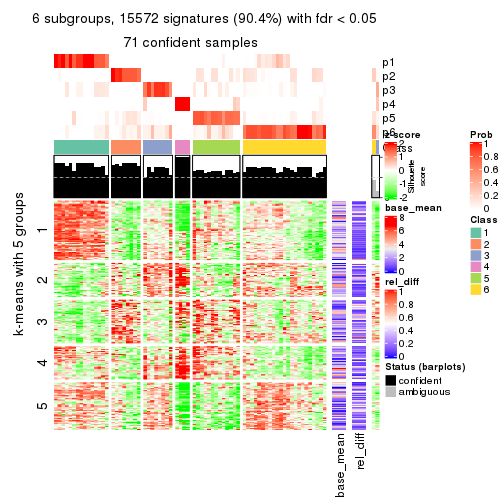 6 subgroups, 15572 signatures (90.4%) with fdr < 0.05
71 confident samples
p1
p2
p3
p4
p5
p6
Class
Silhouette
score
k-means with 5 groups
1
2
3
4
5
base_mean
rel_diff
z-score
2
1
0
-1
-2
base_mean
8
6
4
2
0
rel_diff
1
0.8
0.6
0.4
0.2
0
Status (barplots)
confident
ambiguous
Prob
1
0.8
0.6
0.4
0.2
0
Class
1
2
3
4
5
6